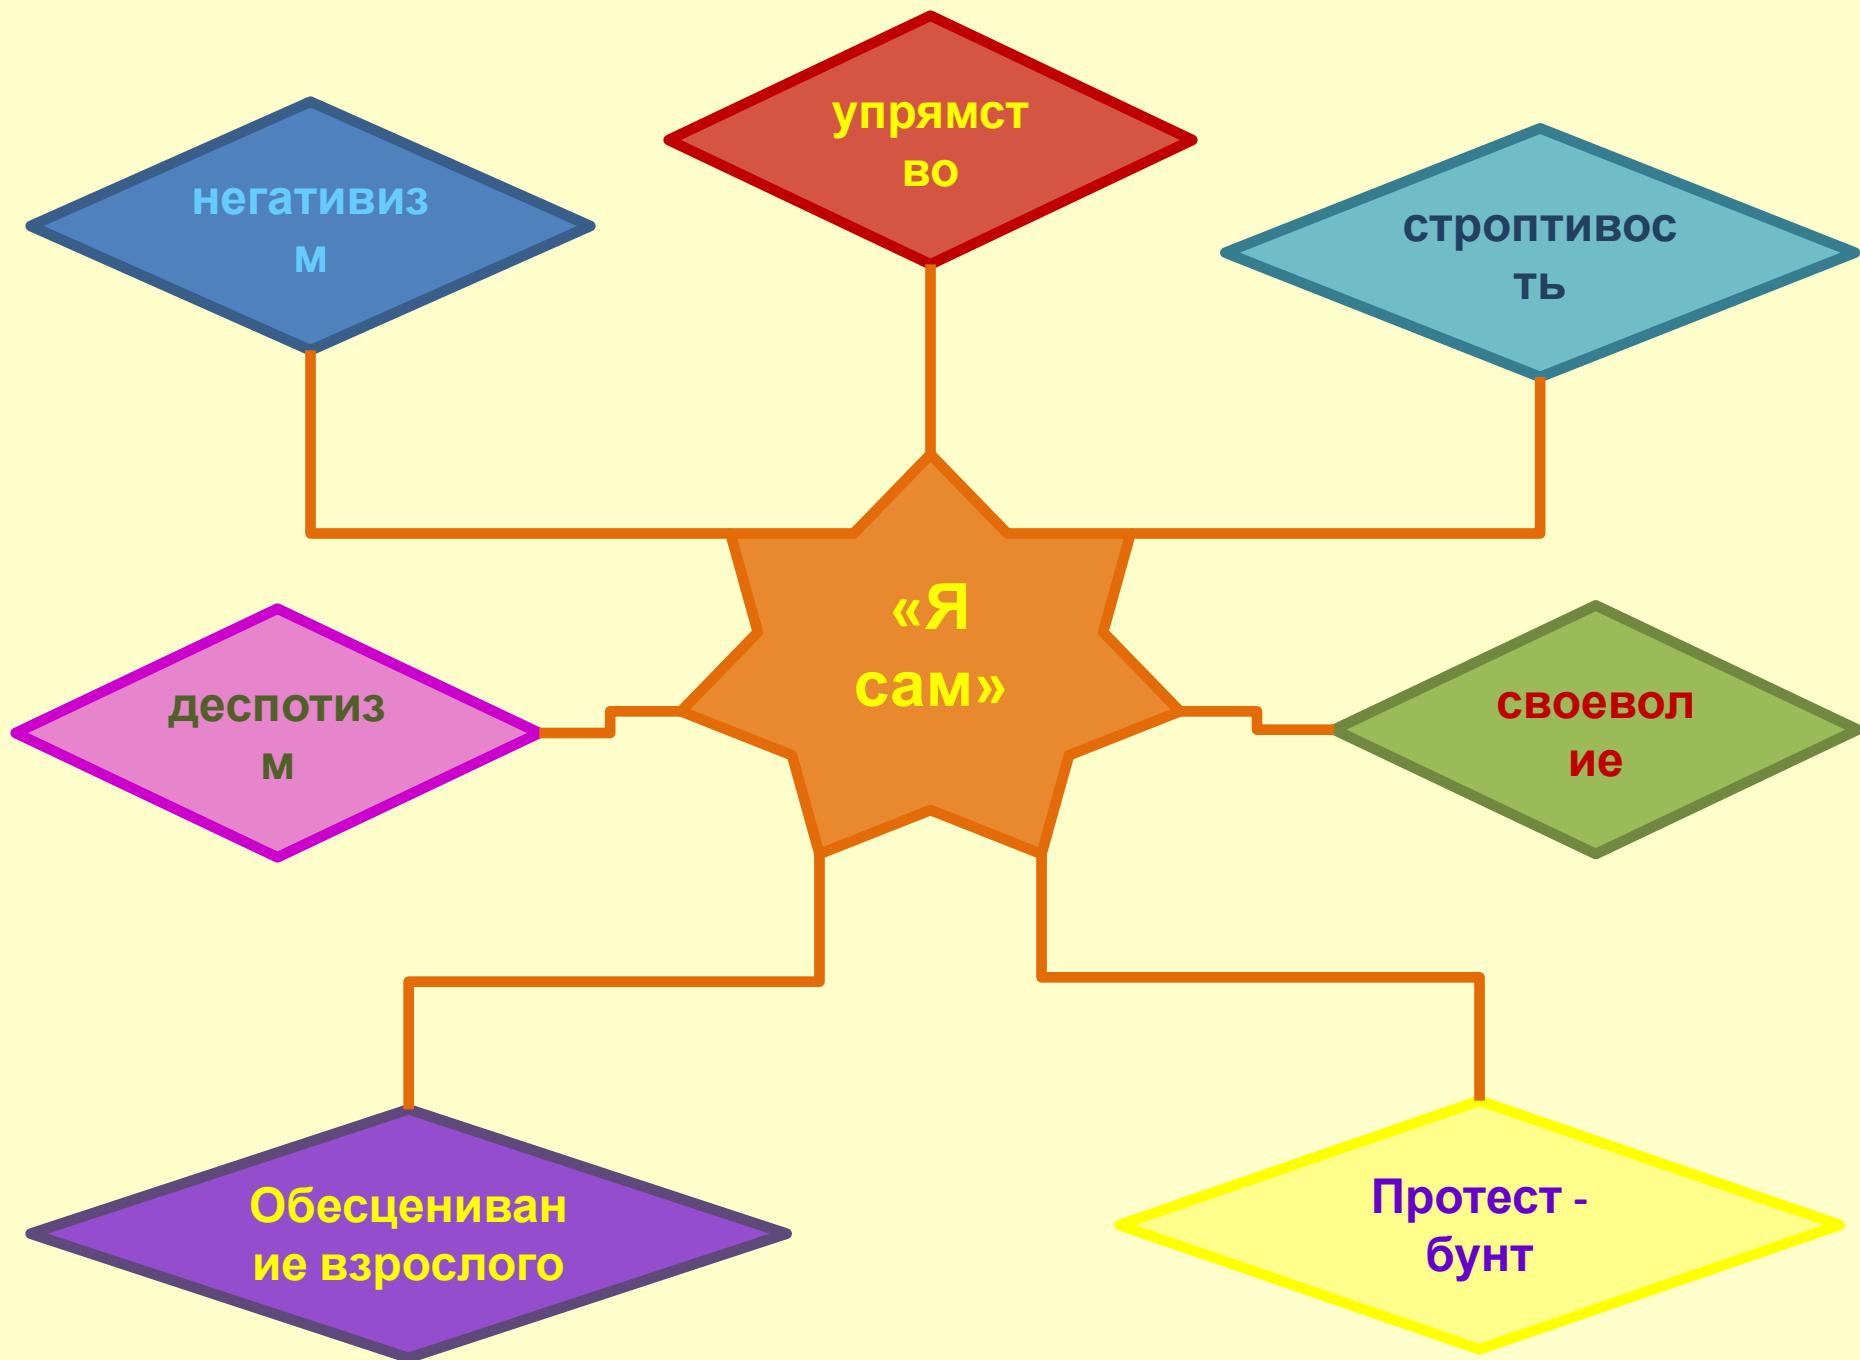 упрямст
во
негативиз
м
строптивос
ть
«Я
сам»
деспотиз
м
своевол
ие
Обесцениван
ие взрослого
Протест -
бунт